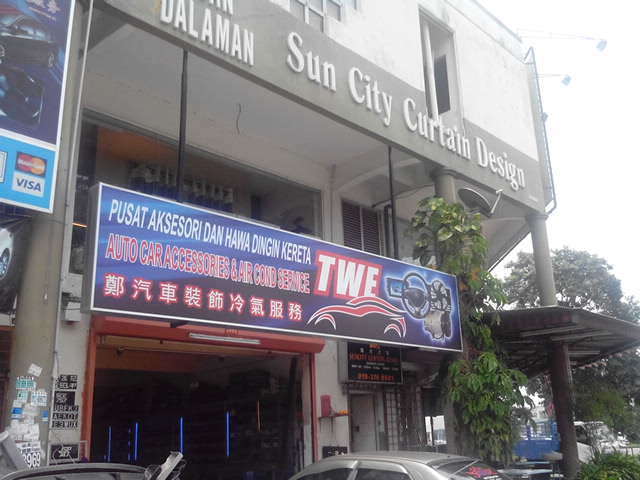 DALAMAN
Sun City Curtain Design
MasterCard
VISA
PUSAT AKSESORI DAN HAWA DINGIN KERETA
AUTO CAR ACCESSORIES & AIR COND SERVICE
鄭汽車裝飾冷氣服務
TWE